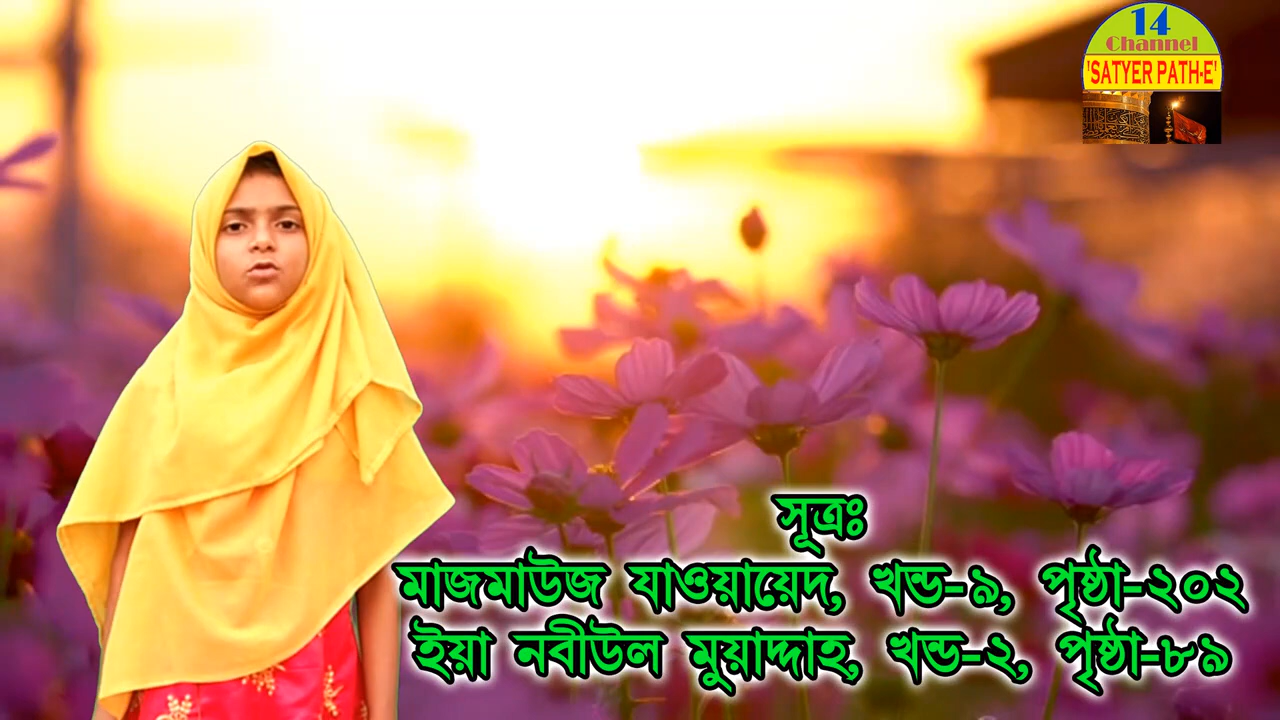 14
Channel
'SATYER PATH-E'
সূত্রঃ
মাজমাউজ যাওয়ায়েদ, খন্ড-৯, পৃষ্ঠা-২০২
ইয়া নবীউল মুয়াদ্দাহ, খন্ড-২, পৃষ্ঠা-৮৯